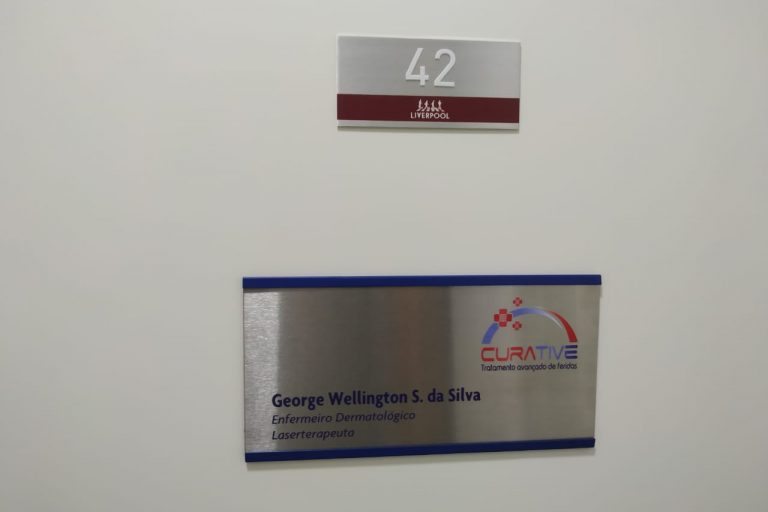 42
LIVERPOOL
CURATIVE
Tratamento avançado de feridas
George Wellington S. da Silva
Enfermeiro Dermatológico
Laserterapeuta